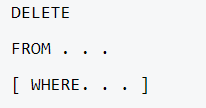 DELETE
FROM . . .
[ WHERE. . . ]